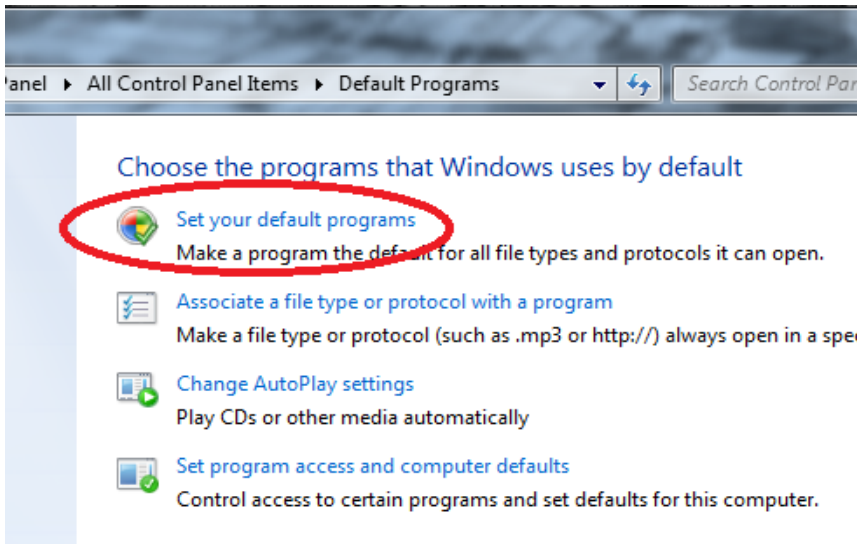 All Control Panel Items Default Programs Search Control
Choose the programs that Windows uses by default
Set your default programs
Make a program the default for all file types and protocols it can open.
Associate a file type or protocol with a program
Make a file type or protocol (such as .mp3 or http://) always open in a
Change AutoPlay settings
Play CDs or other media automatically
Set program access and computer defaults
Control access to certain programs and set defaults for this computer.